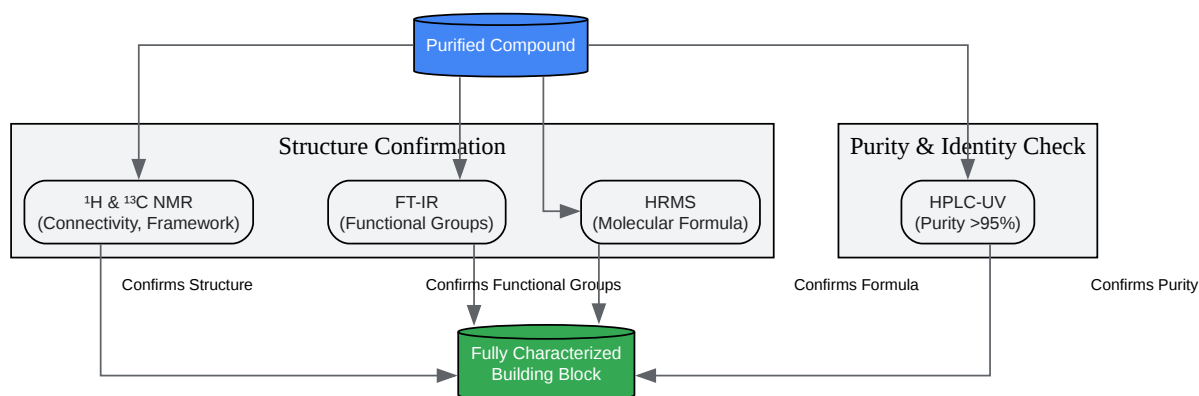 Purified Compound
Structure Confirmation
Purity & Identity Check
¹H & ¹³C NMR
(Connectivity, Framework)
FT-IR
(Functional Groups)
HRMS
(Molecular Formula)
HPLC-UV
(Purity >95%)
Confirms Structure
Confirms Functional Groups
Confirms Formula
Confirms Purity
Fully Characterized
Building Block